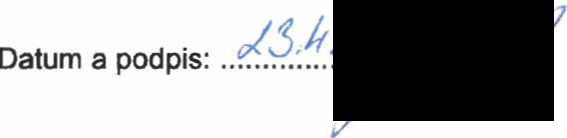 Datum a podpis: 23.4.